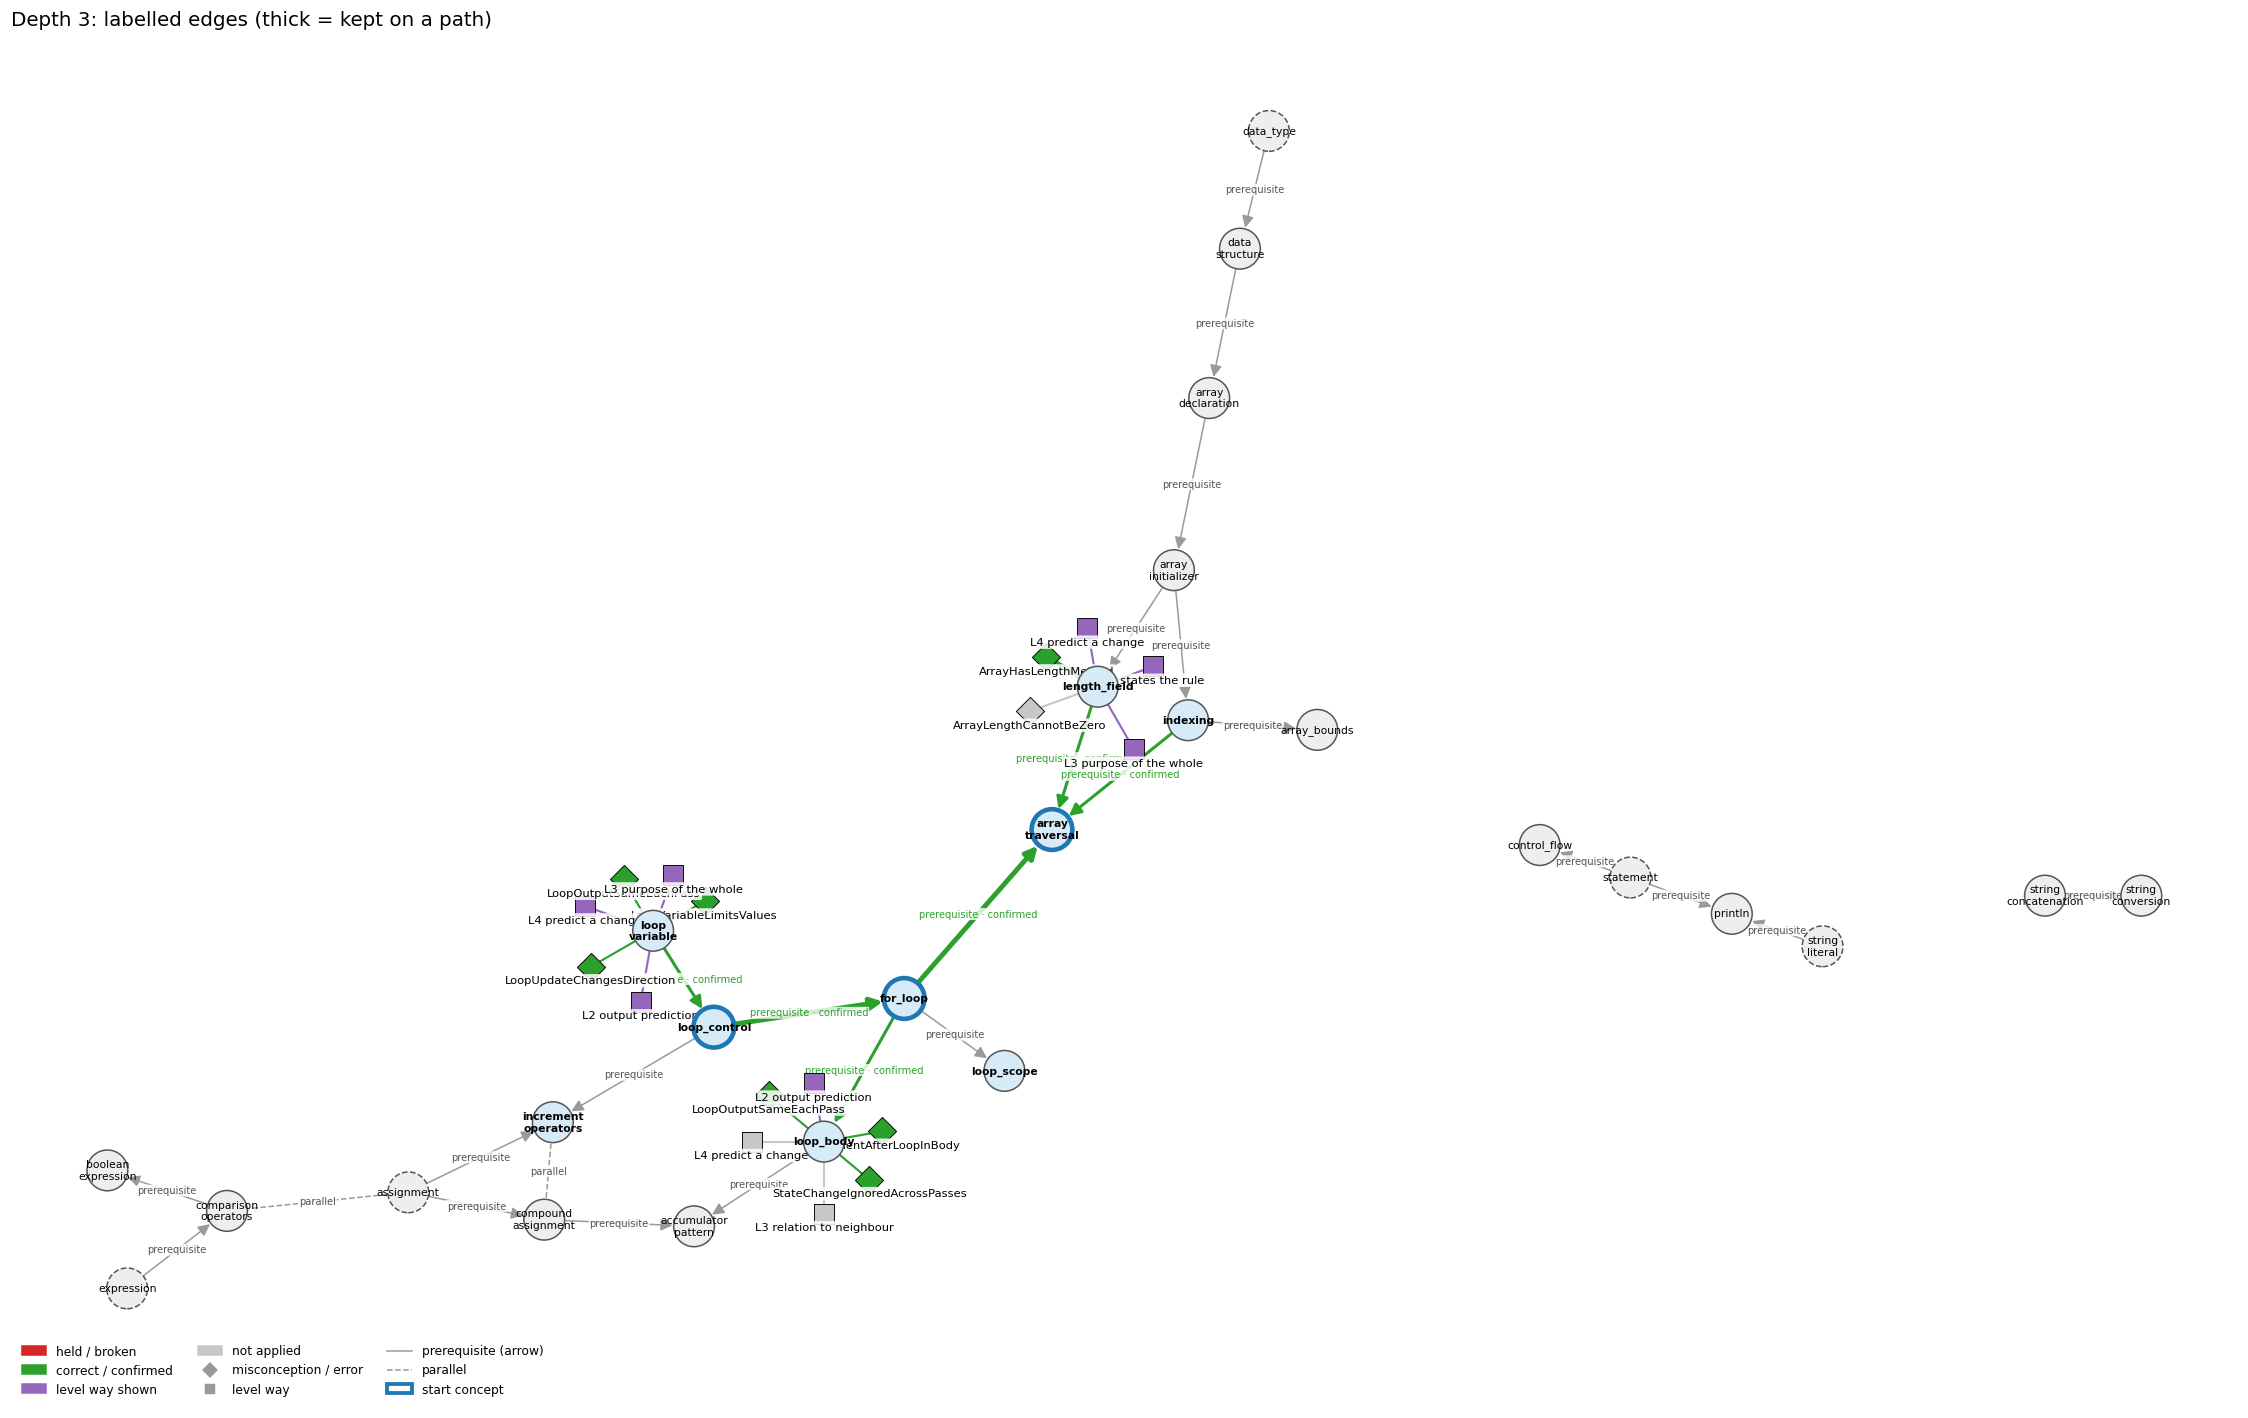 Depth 3: labelled edges (thick = kept on a path)
data_type
prerequisite
data
structure
prerequisite
array
declaration
prerequisite
array
initializer
prerequisite
prerequisite
L4 predict a change
ArrayHasLengthMe
states the rule
length_field
ArrayLengthCannotBeZero
indexing
prerequisite
array_bounds
prerequisite · confirmed
L3 purpose of the whole
prerequisite · confirmed
array
traversal
control_flow
prerequisite
statement
prerequisite
println
prerequisite
string
literal
string
concatenation
prerequisite
string
conversion
L3 purpose of the whole
L4 predict a change
VariableLimitsValues
loop
variable
prerequisite · confirmed
LoopUpdateChangesDirection
· confirmed
L2 output prediction
prerequisite · confirmed
loop_control
for_loop
prerequisite
loop_scope
prerequisite
prerequisite · confirmed
L2 output prediction
LoopOutputSameEachPass
increment
operators
loop_body
entAfterLoopInBody
L4 predict a change
prerequisite
parallel
boolean
expression
prerequisite
assignment
parallel
comparison
operators
prerequisite
compound
assignment
prerequisite
accumulator
pattern
prerequisite
StateChangeIgnoredAcrossPasses
L3 relation to neighbour
prerequisite
expression
held / broken
correct / confirmed
level way shown
not applied
misconception / error
level way
prerequisite (arrow)
parallel
start concept